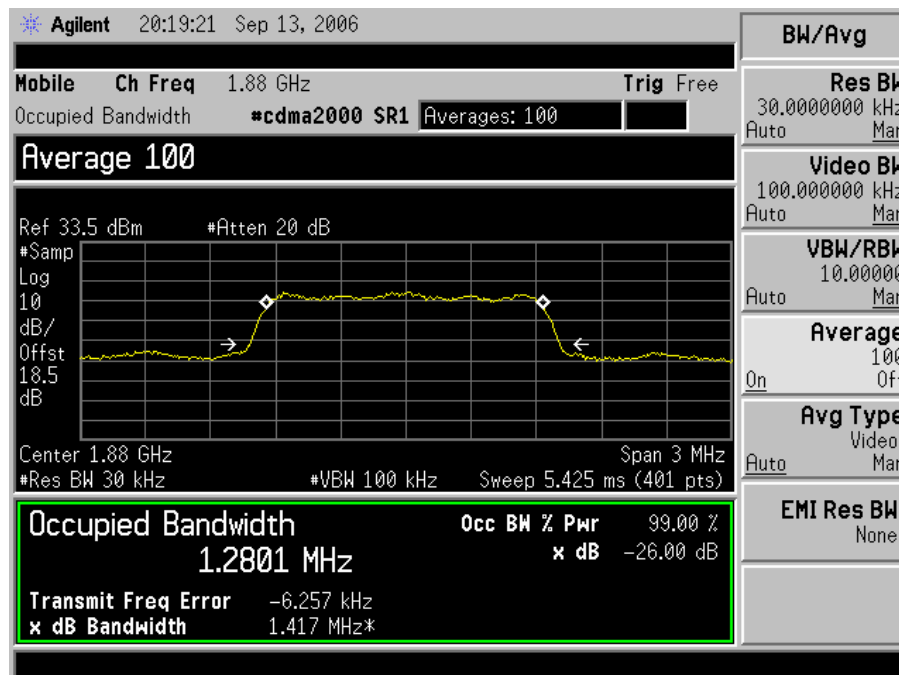 Agilent 20:19:21 Sep 13, 2006
Mobile Ch Freq 1.88 GHz Trig Free
Occupied Bandwidth #cdma2000 SR1 Averages: 100
Average 100
Ref 33.5 dBm #Atten 20 dB
#Samp
Log
10
dB/
Offst
18.5
dB
Center 1.88 GHz Span 3 MHz
#Res BW 30 kHz #VBW 100 kHz Sweep 5.425 ms (401 pts)
Occupied Bandwidth Occ BW % Pwr 99.00 %
1.2801 MHz x dB -26.00 dB
Transmit Freq Error -6.257 kHz
x dB Bandwidth 1.417 MHz*
BW/Avg
Res BW
30.0000000 kHz
Auto Man
Video BW
100.000000 kHz
Auto Man
VBW/RBW
10.00000
Auto Man
Average
100
On Off
Avg Type
Video
Auto Man
EMI Res BW
None